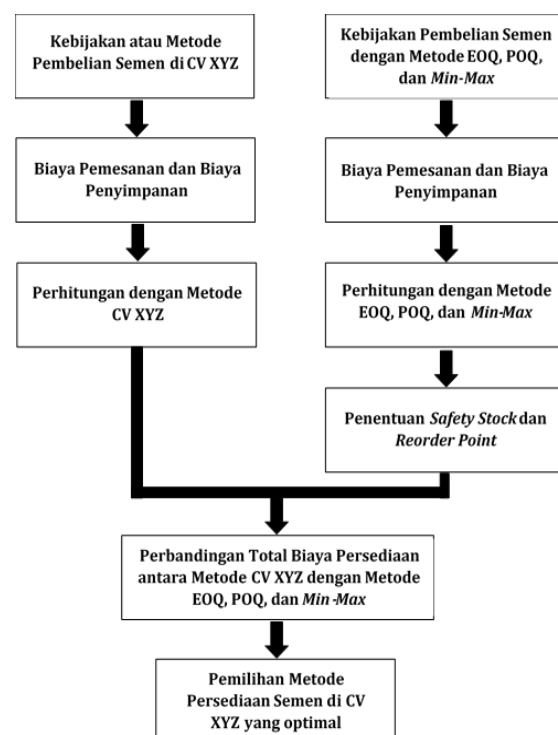 Kebijakan atau Metode
Pembelian Semen di CV XYZ
Biaya Pemesanan dan Biaya
Penyimpanan
Perhitungan dengan Metode
CV XYZ
Kebijakan Pembelian Semen
dengan Metode EOQ, POQ,
dan Min-Max
Biaya Pemesanan dan Biaya
Penyimpanan
Perhitungan dengan Metode
EOQ, POQ, dan Min-Max
Penentuan Safety Stock dan
Reorder Point
Perbandingan Total Biaya Persediaan
antara Metode CV XYZ dengan Metode
EOQ, POQ, dan Min-Max
Pemilihan Metode
Persediaan Semen di CV
XYZ yang optimal